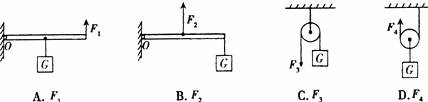 O G F₁
O F₂ G
F₃ G
F₄ G
A. F₁ B. F₂ C. F₃ D. F₄